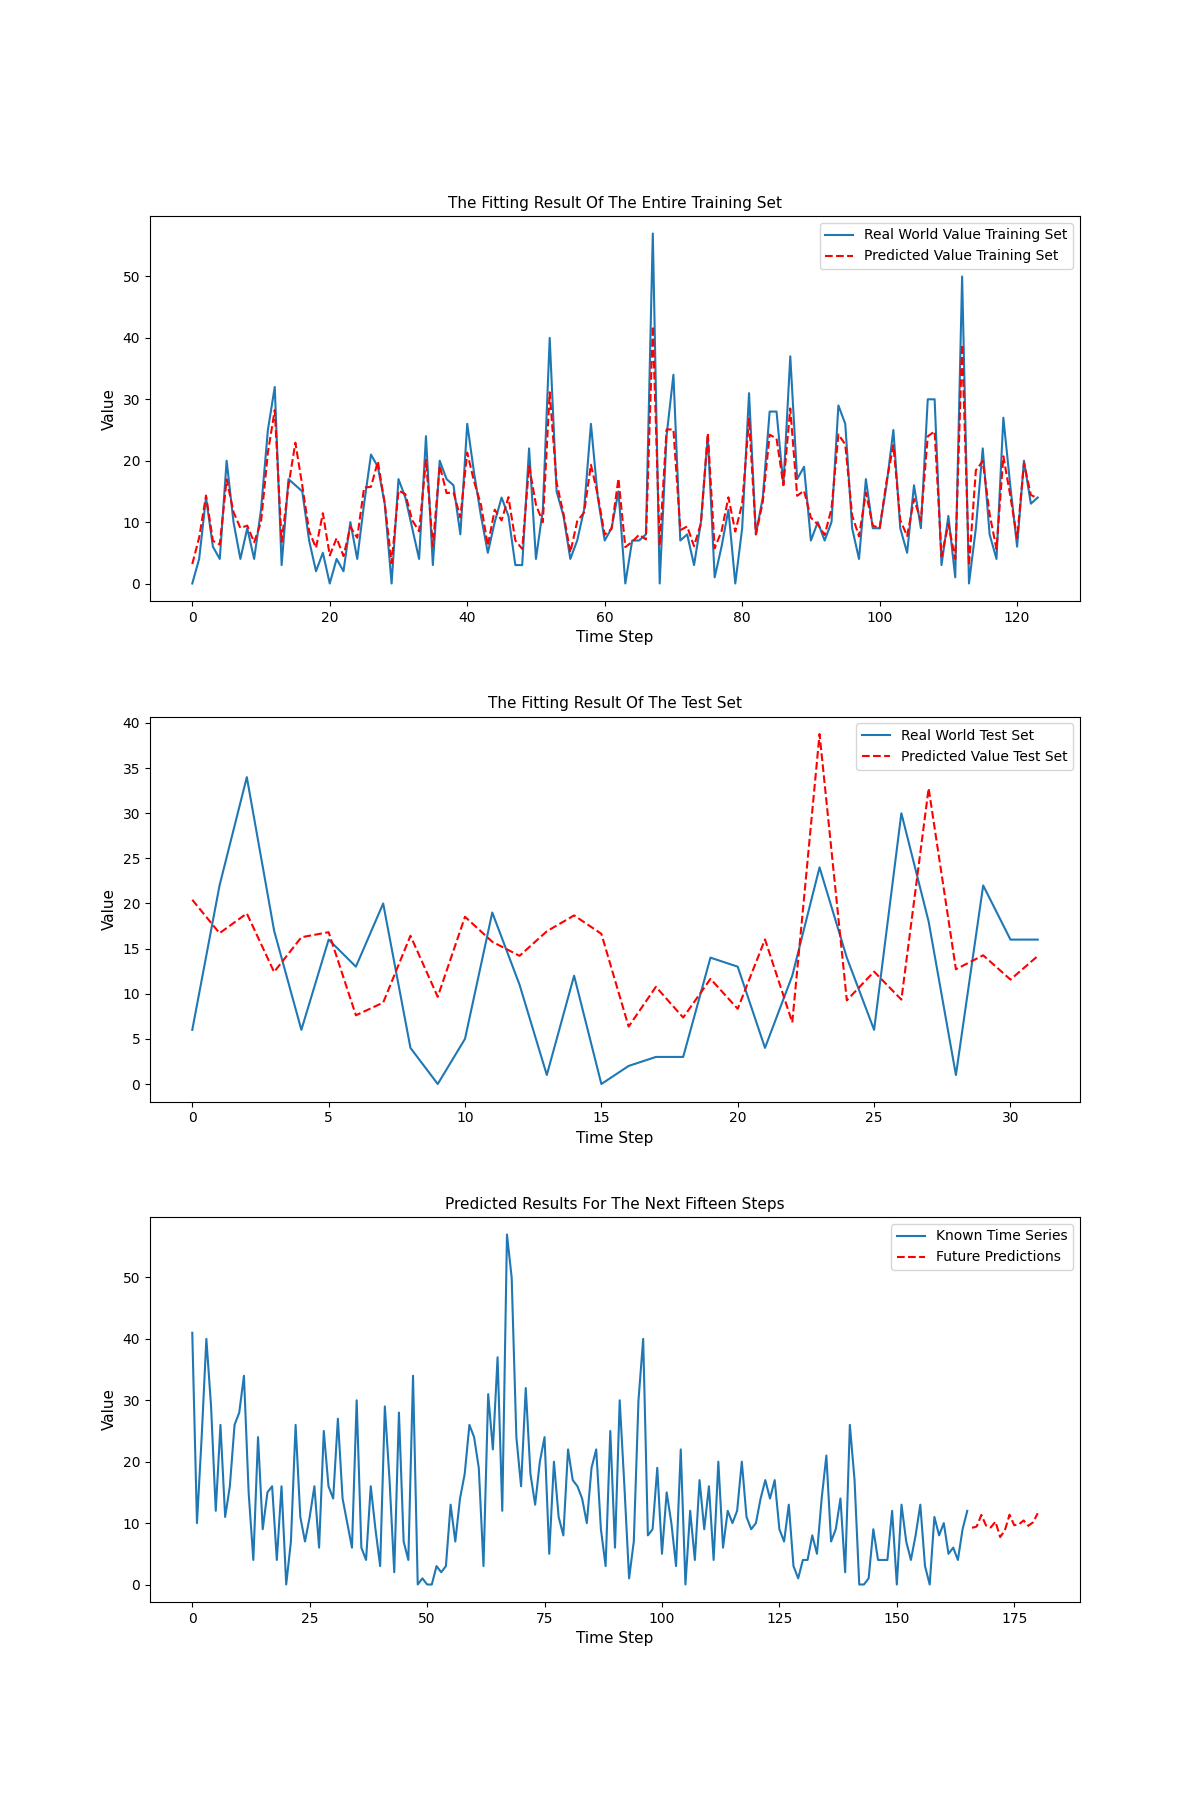 The Fitting Result Of The Entire Training Set
Real World Value Training Set
Predicted Value Training Set
Value
50
40
30
20
10
0
0 20 40 60 80 100 120
Time Step
The Fitting Result Of The Test Set
Real World Test Set
Predicted Value Test Set
Value
40
35
30
25
20
15
10
5
0
0 5 10 15 20 25 30
Time Step
Predicted Results For The Next Fifteen Steps
Known Time Series
Future Predictions
Value
50
40
30
20
10
0
0 25 50 75 100 125 150 175
Time Step